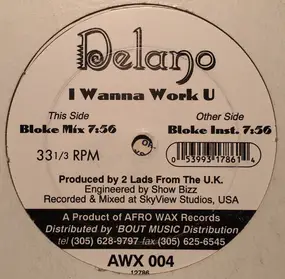 Delano
I Wanna Work U
This Side
Bloke Mix 7:56
Other Side
Bloke Inst. 7:56
33 1/3 RPM
0 53993 17861 4
Produced by 2 Lads From The U.K.
Engineered by Show Bizz
Recorded & Mixed at SkyView Studios, USA
A Product of AFRO WAX Records
Distributed by 'BOUT MUSIC Distribution
tel (305) 628-9797 fax (305) 625-6545
AWX 004
12786